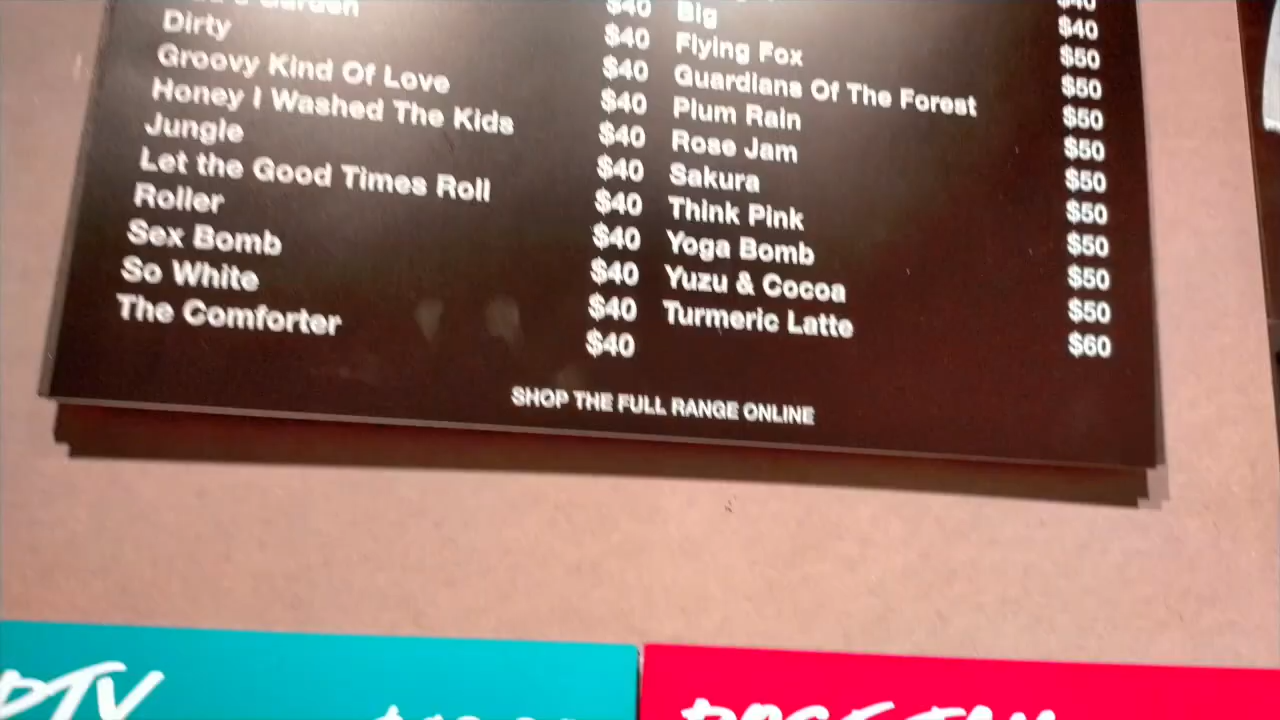 Garden $40
Dirty $40
Groovy Kind Of Love $40
Honey I Washed The Kids $40
Jungle $40
Let the Good Times Roll $40
Roller $40
Sex Bomb $40
So White $40
The Comforter $40
$40
$40
Big $50
Flying Fox $50
Guardians Of The Forest $50
Plum Rain $50
Rose Jam $50
Sakura $50
Think Pink $50
Yoga Bomb $50
Yuzu & Cocoa $50
Turmeric Latte $60
SHOP THE FULL RANGE ONLINE